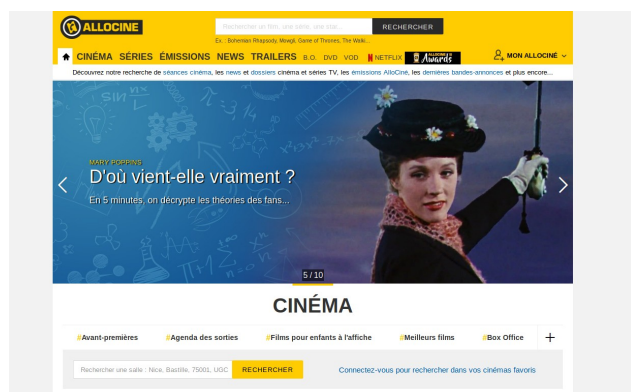 ALLOCINE
Rechercher un film, une série, une star...
RECHERCHER
Ex. : Bohemian Rhapsody, Mowgli, Game of Thrones, The Walki...
CINÉMA SÉRIES ÉMISSIONS NEWS TRAILERS B.O. DVD VOD NETFLIX ALLOCINÉ Awards MON ALLOCINÉ
Découvrez notre recherche de séances cinéma, les news et dossiers cinéma et séries TV, les émissions AlloCiné, les dernières bandes-annonces et plus encore...
MARY POPPINS
D'où vient-elle vraiment ?
En 5 minutes, on décrypte les théories des fans...
5 / 10
CINÉMA
#Avant-premières #Agenda des sorties #Films pour enfants à l'affiche #Meilleurs films #Box Office +
Rechercher une salle : Nice, Bastille, 75001, UGC RECHERCHER Connectez-vous pour rechercher dans vos cinémas favoris